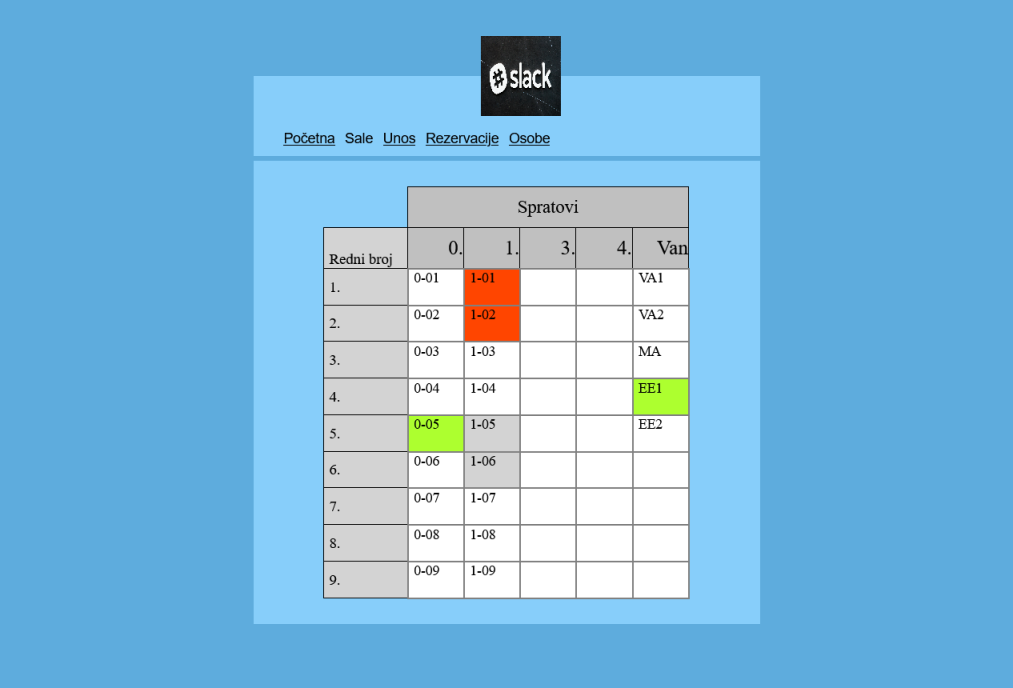 slack
Početna Sale Unos Rezervacije Osobe
Spratovi
Redni broj 0. 1. 3. 4. Van
1. 0-01 1-01 VA1
2. 0-02 1-02 VA2
3. 0-03 1-03 MA
4. 0-04 1-04 EE1
5. 0-05 1-05 EE2
6. 0-06 1-06
7. 0-07 1-07
8. 0-08 1-08
9. 0-09 1-09